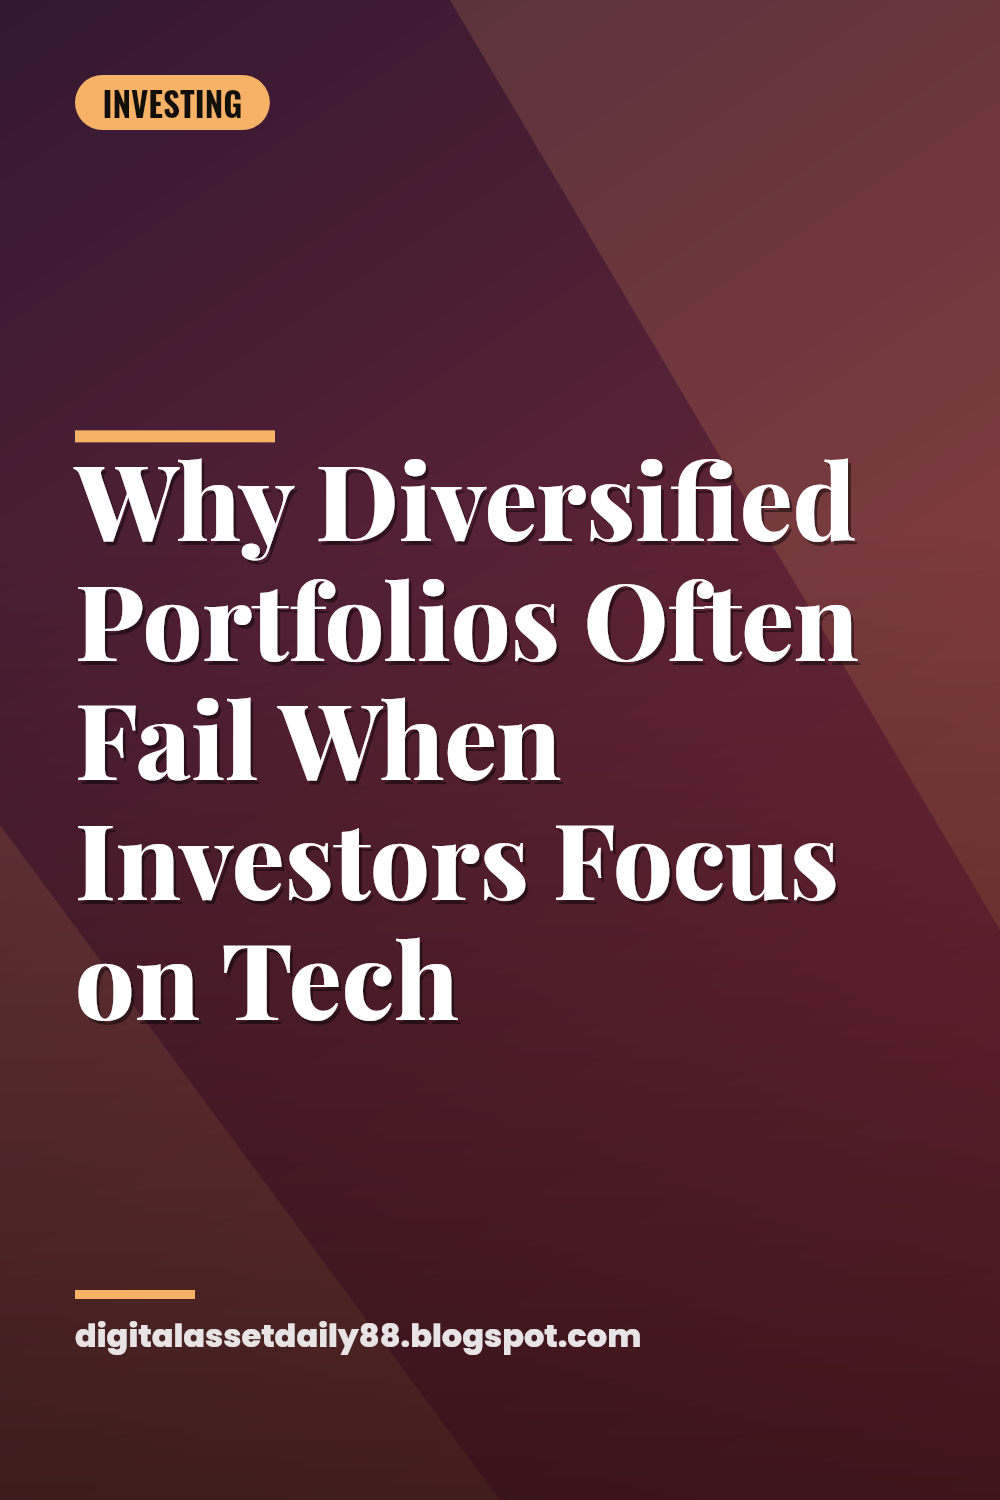 INVESTING
Why Diversified
Portfolios Often
Fail When
Investors Focus
on Tech
digitalassetdaily88.blogspot.com